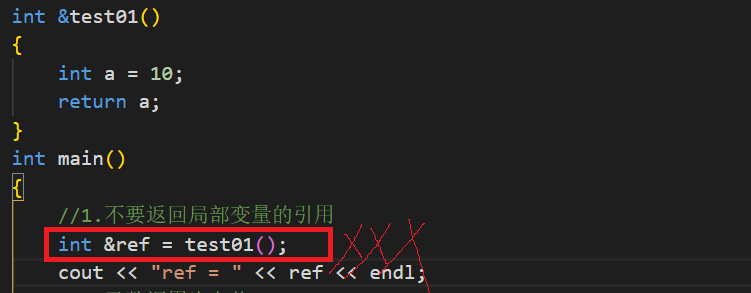 int &test01()
{
    int a = 10;
    return a;
}
int main()
{
    //1.不要返回局部变量的引用
    int &ref = test01();
    cout << "ref = " << ref << endl;